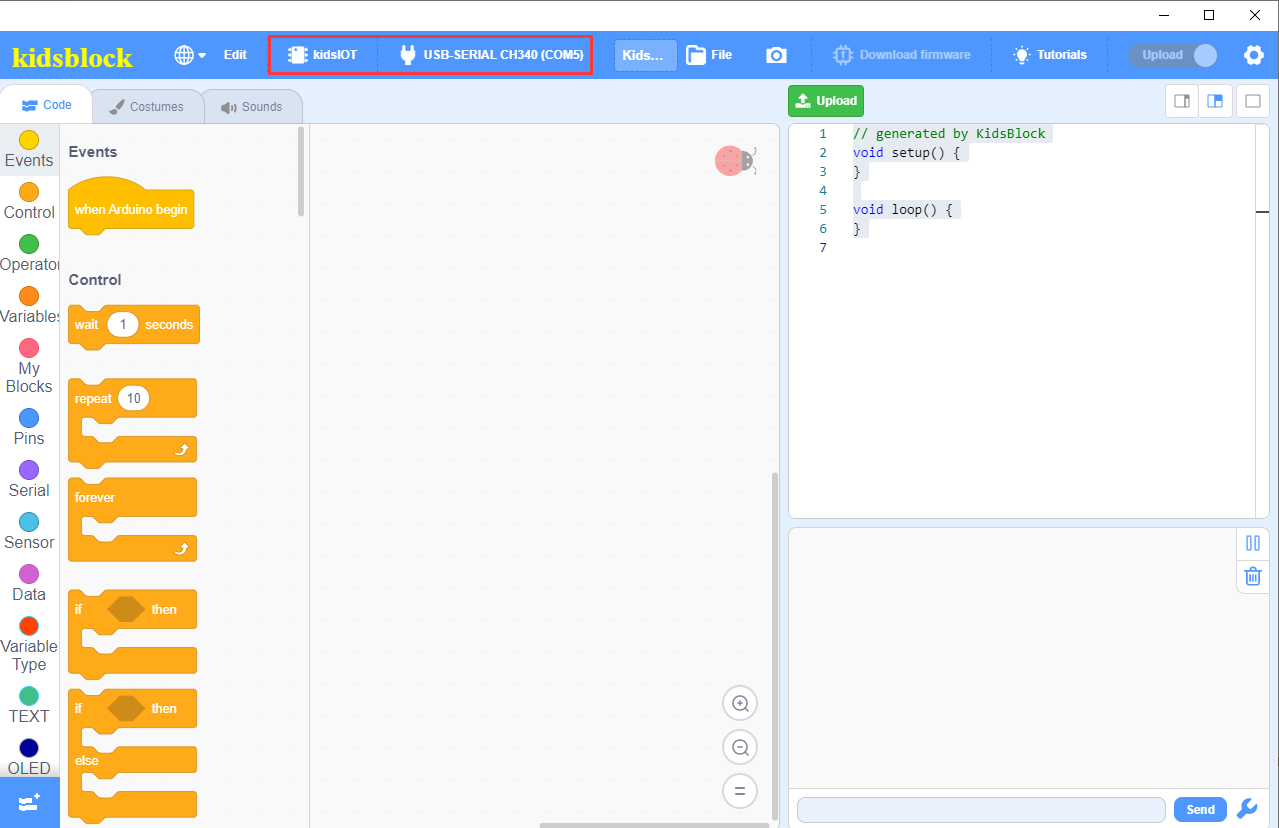 kidsblock
Edit
kidsIOT
USB-SERIAL CH340 (COM5)
Kids...
File
Download firmware
Tutorials
Upload
Code
Costumes
Sounds
Upload
Events
Control
Operator
Variables
My
Blocks
Pins
Serial
Sensor
Data
Variable
Type
TEXT
OLED
Events
when Arduino begin
Control
wait 1 seconds
repeat 10
forever
if then
if then
else
1 // generated by KidsBlock
2 void setup() {
3 }
4
5 void loop() {
6 }
7
Send